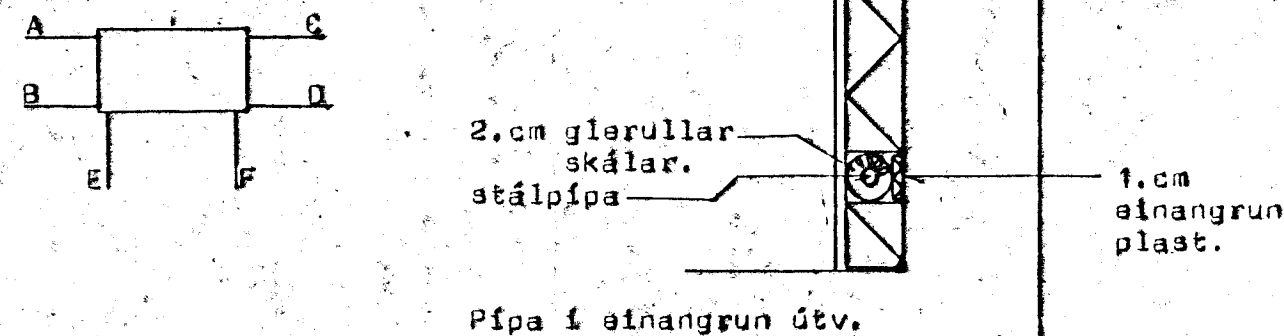 A C
B D
E F
2.cm glerullar
skálar.
stálpípa
1.cm
einangrun
plast.
Pípa í einangrun útv.